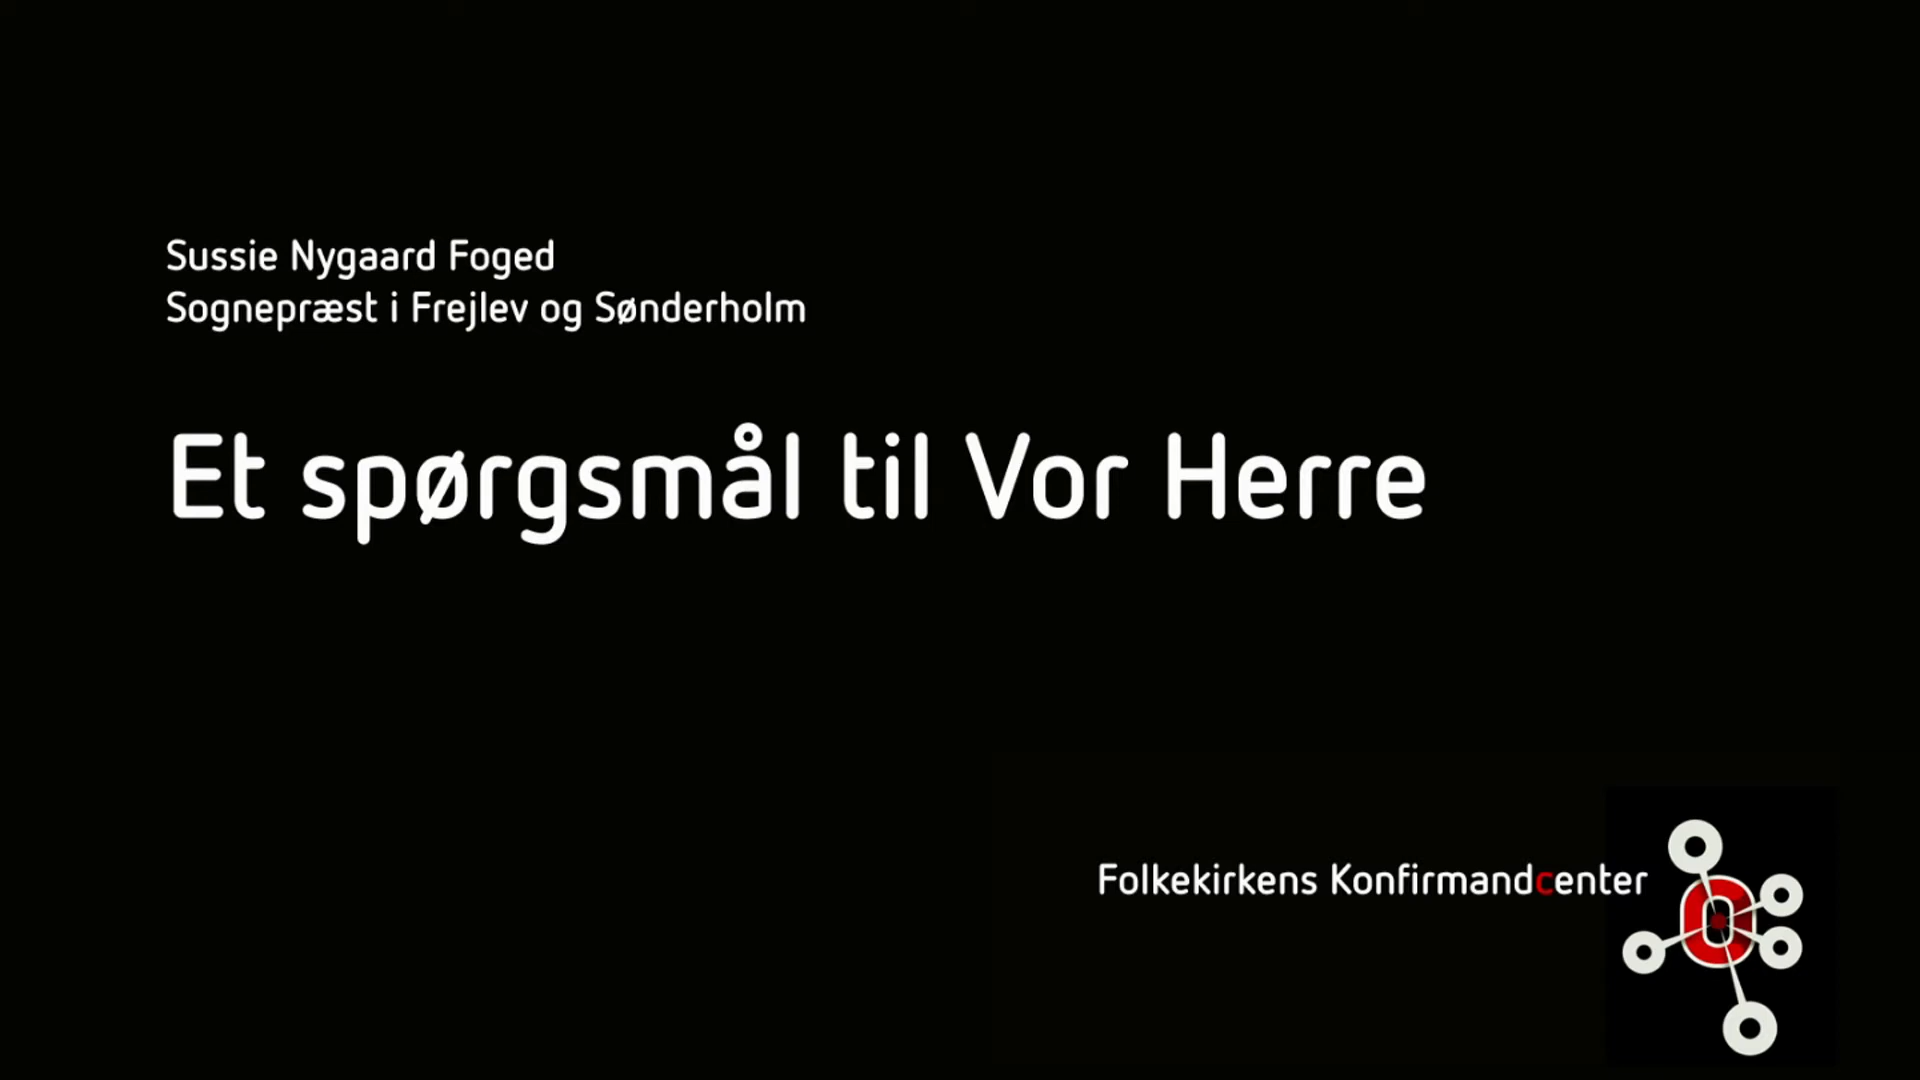 Sussie Nygaard Foged
Sognepræst i Frejlev og Sønderholm
Et spørgsmål til Vor Herre
Folkekirkens Konfirmandcenter